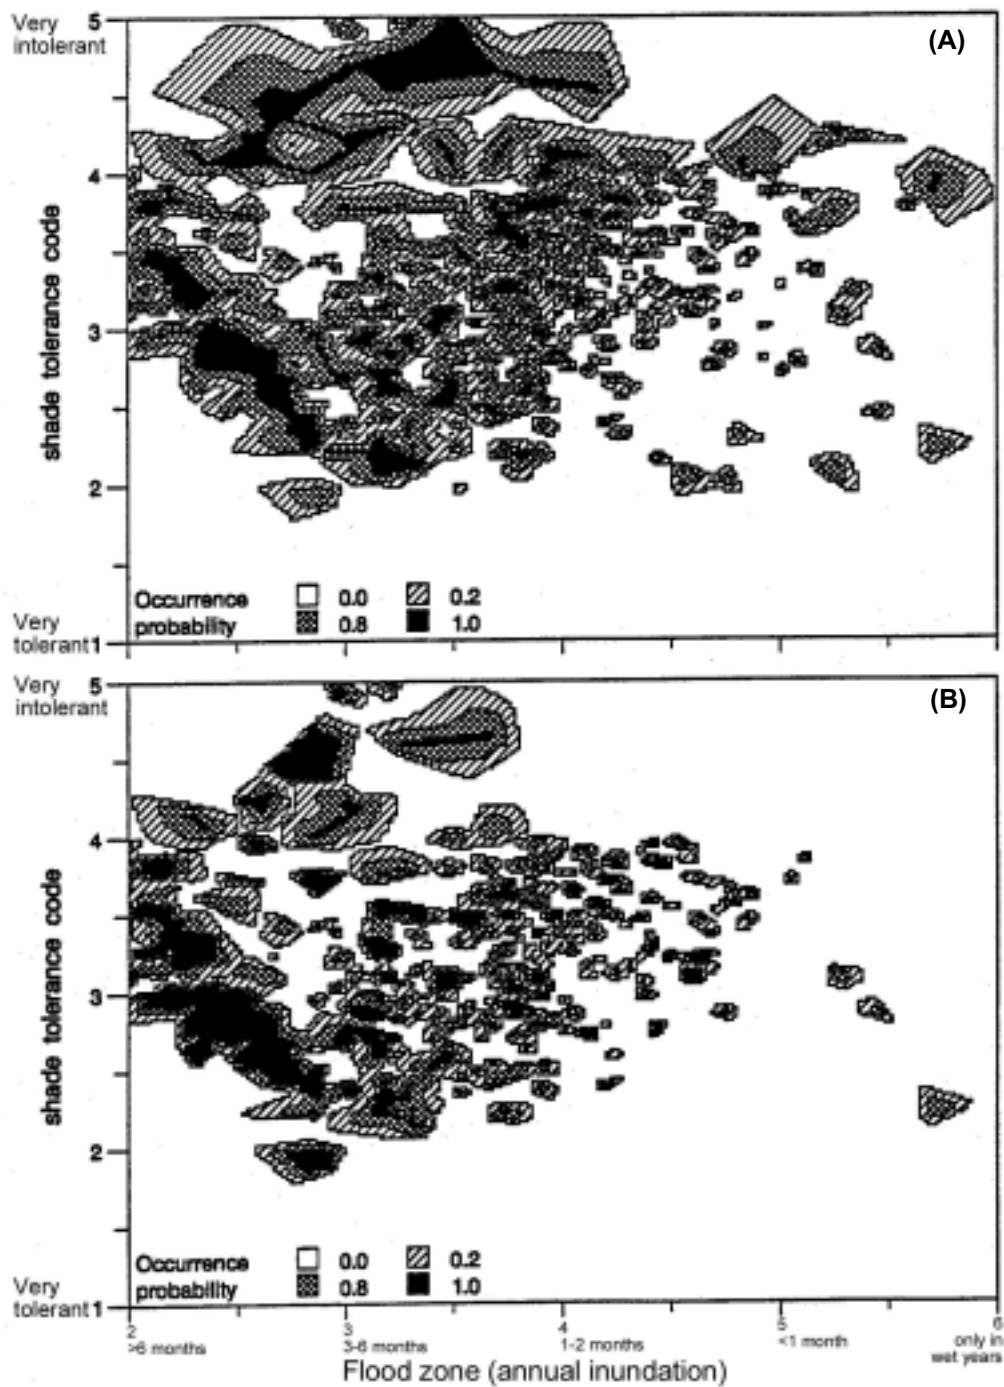 Very
intolerant
5
(A)
4
shade tolerance code
3
2
Occurrence
probability
0.0
0.2
0.8
1.0
Very
tolerant 1
Very
intolerant
5
(B)
4
shade tolerance code
3
2
Occurrence
probability
0.0
0.2
0.8
1.0
Very
tolerant 1
2 3 4 5 6
>6 months 3-6 months 1-2 months <1 month only in
wet years
Flood zone (annual inundation)